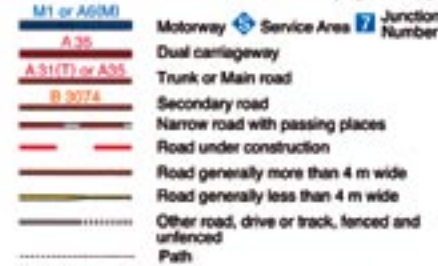 M1 or A6(M)
Motorway S Service Area 7 Junction Number
A 35
Dual carriageway
A 31(T) or A35
Trunk or Main road
B 3074
Secondary road
Narrow road with passing places
Road under construction
Road generally more than 4 m wide
Road generally less than 4 m wide
Other road, drive or track, fenced and
unfenced
Path